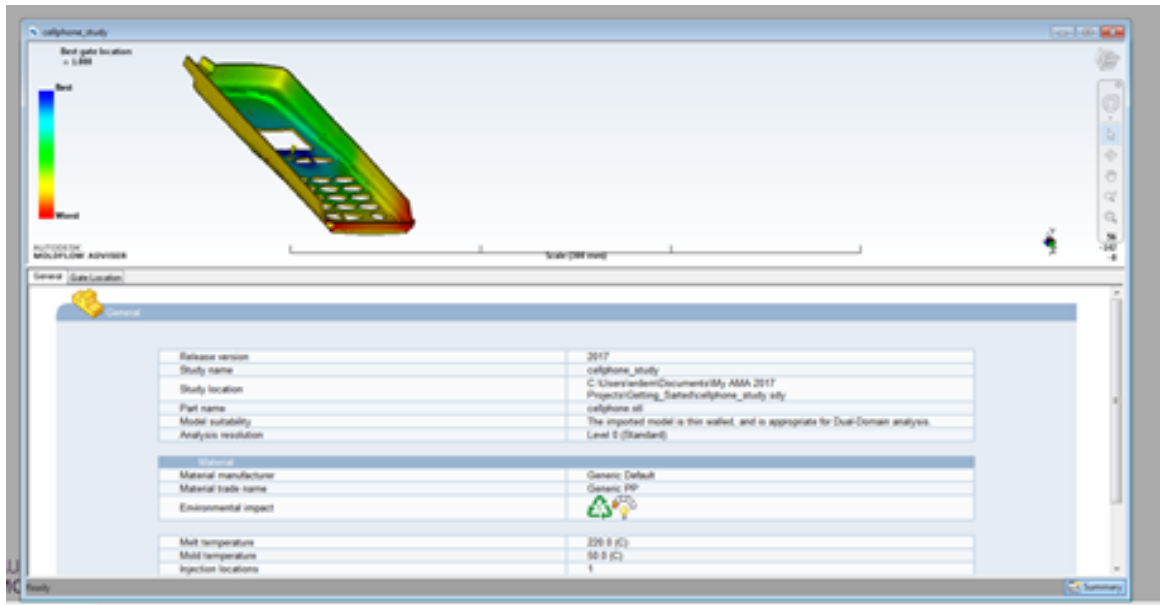 cellphone_study
Best gate location
= 1.000
Best
Worst
AUTODESK
MOLDFLOW ADVISER
Scale (300 mm)
General Gate Location
General
Release version 2017
Study name cellphone_study
Study location C:\Users\erdem\Documents\My AMA 2017
Projects\Getting_Sarted\cellphone_study.sdy
Part name cellphone.stl
Model suitability The imported model is thin walled, and is appropriate for Dual-Domain analysis.
Analysis resolution Level 0 (Standard)
Material
Material manufacturer Generic Default
Material trade name Generic PP
Environmental impact
Melt temperature 220.0 (C)
Mold temperature 50.0 (C)
Injection locations 1
Ready
Summary